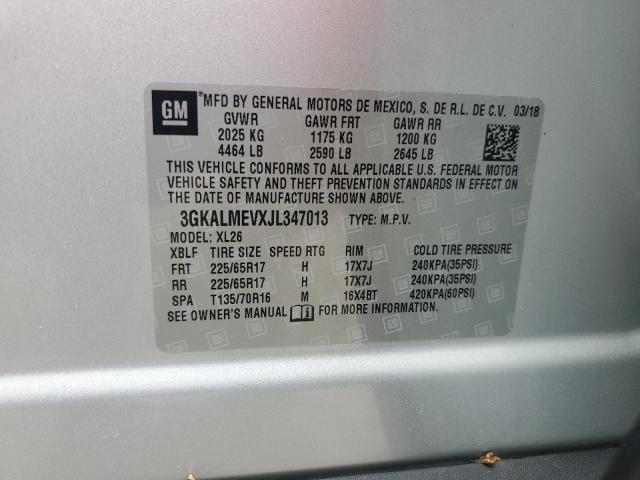 GM *MFD BY GENERAL MOTORS DE MEXICO, S. DE R.L. DE C.V. 03/18
GVWR GAWR FRT GAWR RR
2025 KG 1175 KG 1200 KG
4464 LB 2590 LB 2645 LB
THIS VEHICLE CONFORMS TO ALL APPLICABLE U.S. FEDERAL MOTOR
VEHICLE SAFETY AND THEFT PREVENTION STANDARDS IN EFFECT ON
THE DATE OF MANUFACTURE SHOWN ABOVE.
3GKALMEVXJL347013 TYPE: M.P.V.
MODEL: XL26
XBLF TIRE SIZE SPEED RTG RIM COLD TIRE PRESSURE
FRT 225/65R17 H 17X7J 240KPA(35PSI)
RR 225/65R17 H 17X7J 240KPA(35PSI)
SPA T135/70R16 M 16X4BT 420KPA(60PSI)
SEE OWNER'S MANUAL FOR MORE INFORMATION.